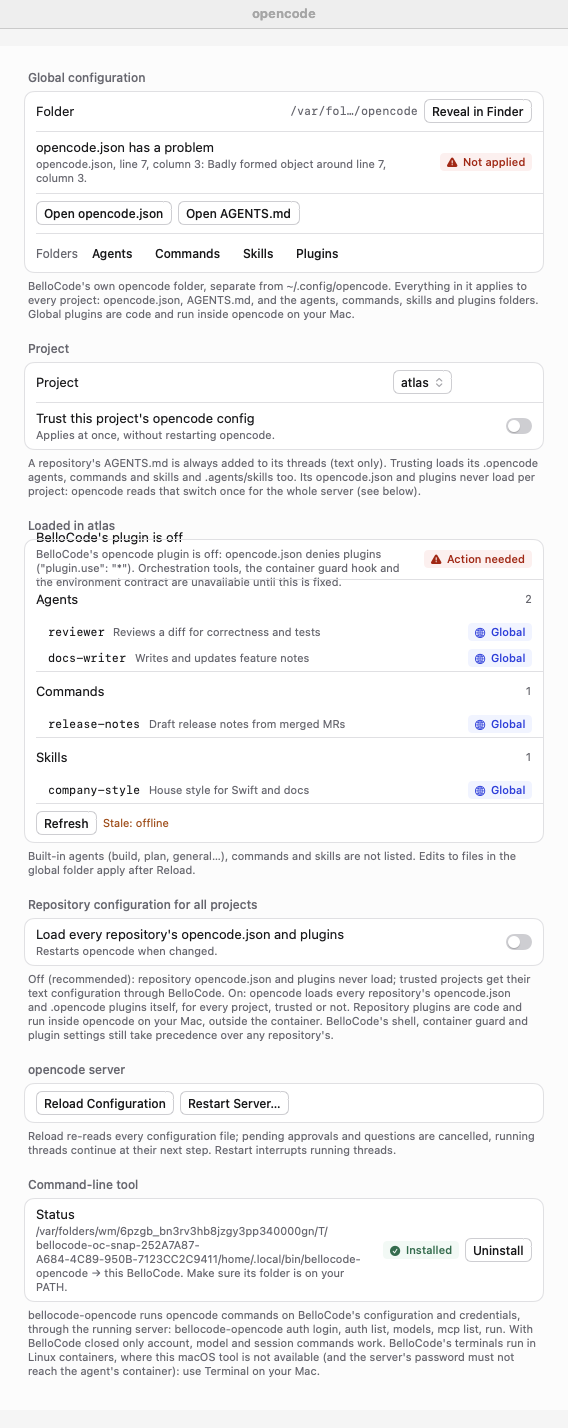 opencode
Global configuration
Folder /var/fol…/opencode Reveal in Finder
opencode.json has a problem
opencode.json, line 7, column 3: Badly formed object around line 7,
column 3.
Not applied
Open opencode.json Open AGENTS.md
Folders Agents Commands Skills Plugins
BelloCode's own opencode folder, separate from ~/.config/opencode. Everything in it applies to
every project: opencode.json, AGENTS.md, and the agents, commands, skills and plugins folders.
Global plugins are code and run inside opencode on your Mac.
Project
Project atlas
Trust this project's opencode config
Applies at once, without restarting opencode.
A repository's AGENTS.md is always added to its threads (text only). Trusting loads its .opencode
agents, commands and skills and .agents/skills too. Its opencode.json and plugins never load per
project: opencode reads that switch once for the whole server (see below).
Loaded in atlas
BelloCode's plugin is off
BelloCode's opencode plugin is off: opencode.json denies plugins
("plugin.use": "*"). Orchestration tools, the container guard hook and
the environment contract are unavailable until this is fixed.
Action needed
Agents 2
reviewer Reviews a diff for correctness and tests Global
docs-writer Writes and updates feature notes Global
Commands 1
release-notes Draft release notes from merged MRs Global
Skills 1
company-style House style for Swift and docs Global
Refresh Stale: offline
Built-in agents (build, plan, general…), commands and skills are not listed. Edits to files in the
global folder apply after Reload.
Repository configuration for all projects
Load every repository's opencode.json and plugins
Restarts opencode when changed.
Off (recommended): repository opencode.json and plugins never load; trusted projects get their
text configuration through BelloCode. On: opencode loads every repository's opencode.json
and .opencode plugins itself, for every project, trusted or not. Repository plugins are code and
run inside opencode on your Mac, outside the container. BelloCode's shell, container guard and
plugin settings still take precedence over any repository's.
opencode server
Reload Configuration Restart Server…
Reload re-reads every configuration file; pending approvals and questions are cancelled, running
threads continue at their next step. Restart interrupts running threads.
Command-line tool
Status
/var/folders/wm/6pzgb_bn3rv3hb8jzgy3pp340000gn/T/
bellocode-oc-snap-252A7A87-
A684-4C89-950B-7123CC2C9411/home/.local/bin/bellocode-
opencode → this BelloCode. Make sure its folder is on your
PATH.
Installed Uninstall
bellocode-opencode runs opencode commands on BelloCode's configuration and credentials,
through the running server: bellocode-opencode auth login, auth list, models, mcp list, run. With
BelloCode closed only account, model and session commands work. BelloCode's terminals run in
Linux containers, where this macOS tool is not available (and the server's password must not
reach the agent's container): use Terminal on your Mac.